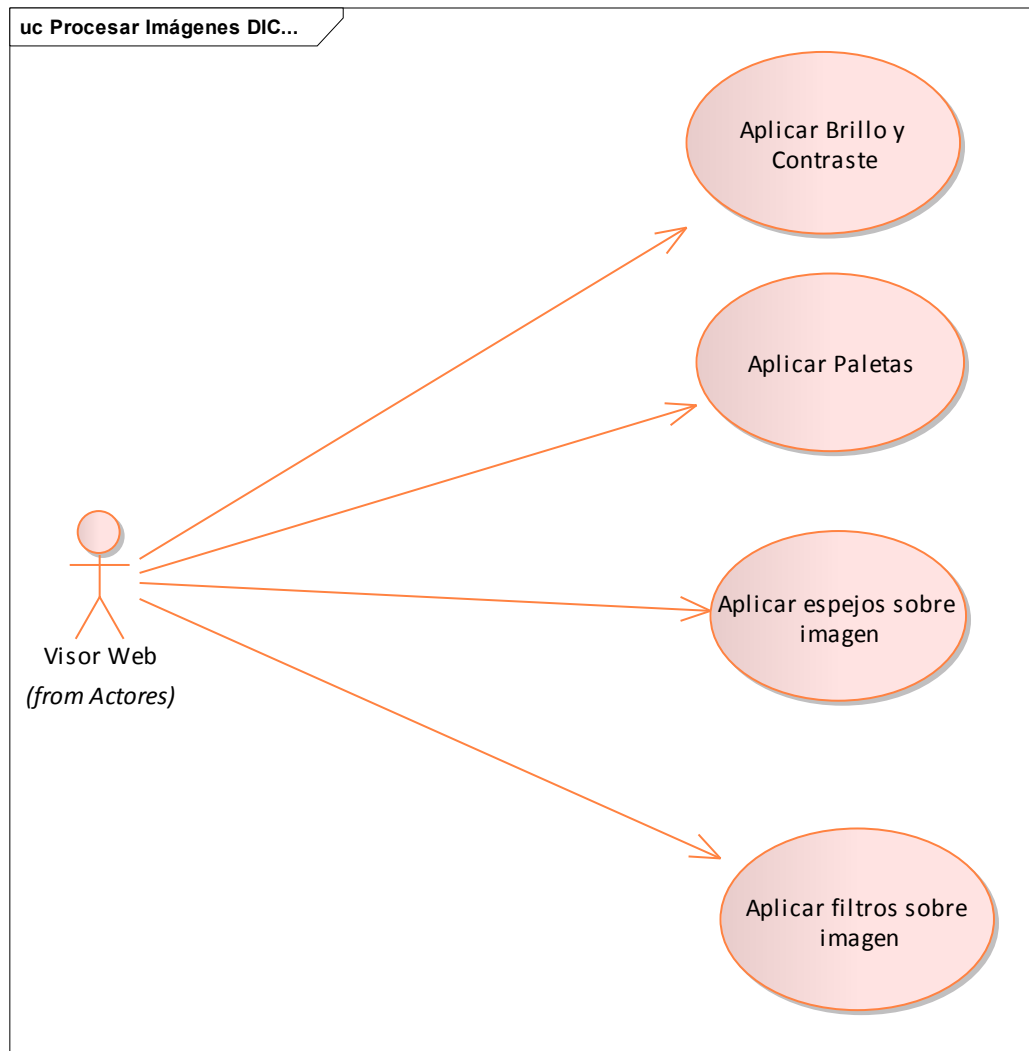 uc Procesar Imágenes DIC...
Aplicar Brillo y
Contraste
Aplicar Paletas
Aplicar espejos sobre
imagen
Visor Web
(from Actores)
Aplicar filtros sobre
imagen